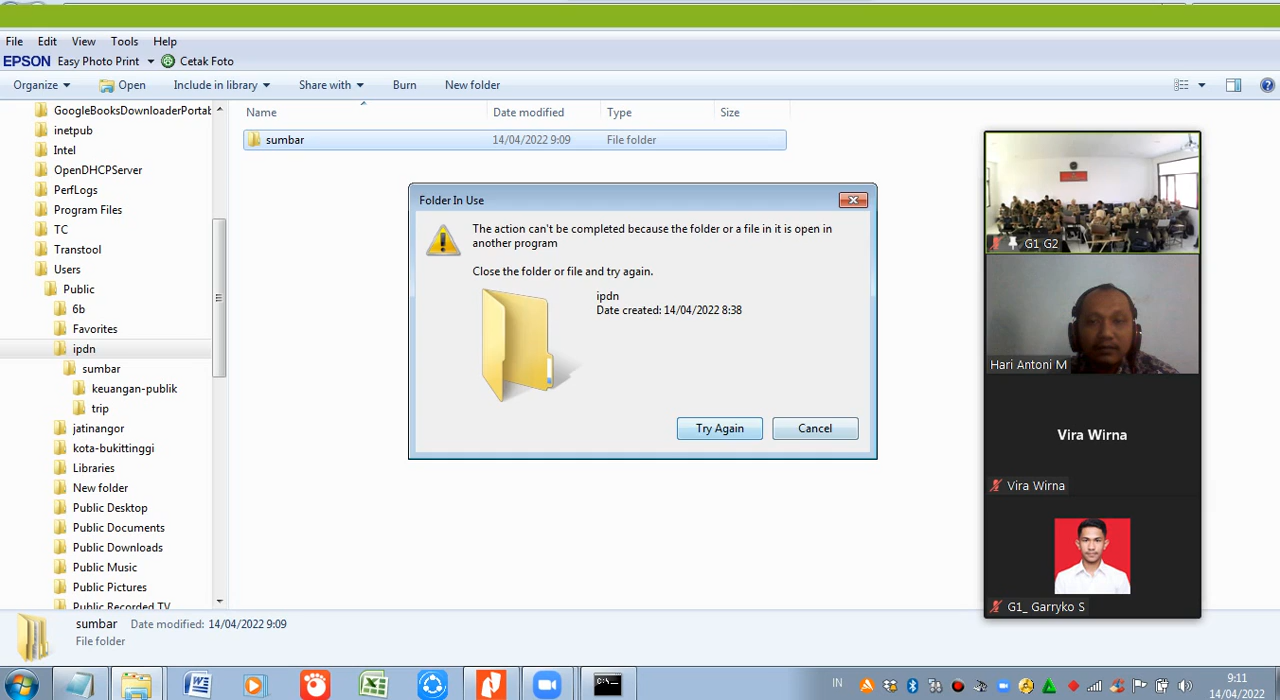 File Edit View Tools Help
EPSON Easy Photo Print Cetak Foto
Organize Open Include in library Share with Burn New folder
Name Date modified Type Size
sumbar 14/04/2022 9:09 File folder
GoogleBooksDownloaderPortab
inetpub
Intel
OpenDHCPServer
PerfLogs
Program Files
TC
Transtool
Users
Public
6b
Favorites
ipdn
sumbar
keuangan-publik
trip
jatinangor
kota-bukittinggi
Libraries
New folder
Public Desktop
Public Documents
Public Downloads
Public Music
Public Pictures
Public Recorded TV
Folder In Use
The action can't be completed because the folder or a file in it is open in
another program
Close the folder or file and try again.
ipdn
Date created: 14/04/2022 8:38
Try Again Cancel
G1 G2
Hari Antoni M
Vira Wirna
Vira Wirna
G1_ Garryko S
sumbar Date modified: 14/04/2022 9:09
File folder
C:\_
IN
9:11
14/04/2022